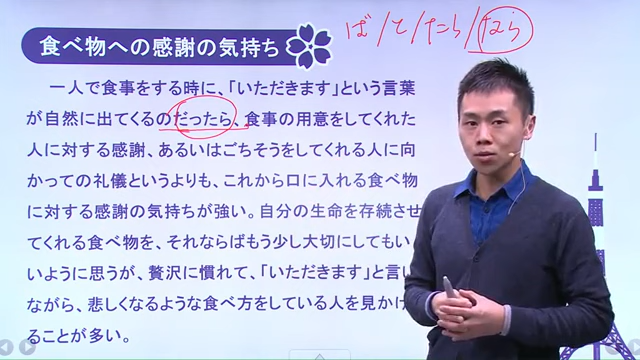 ば/と/たら/なら
食べ物への感謝の気持ち
一人で食事をする時に、「いただきます」という言葉
が自然に出てくるのだったら、食事の用意をしてくれた
人に対する感謝、あるいはごちそうをしてくれる人に向
かっての礼儀というよりも、これから口に入れる食べ物
に対する感謝の気持ちが強い。自分の生命を存続させ
てくれる食べ物を、それならばもう少し大切にしてもい
いように思うが、贅沢に慣れて、「いただきます」と言い
ながら、悲しくなるような食べ方をしている人を見かけ
ることが多い。